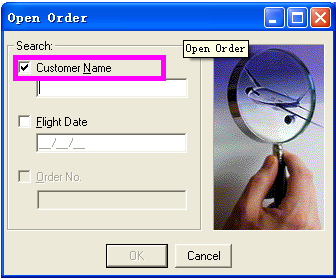 Open Order
Search:
Open Order
Customer Name
Flight Date
__/__/__
Order No.
OK
Cancel